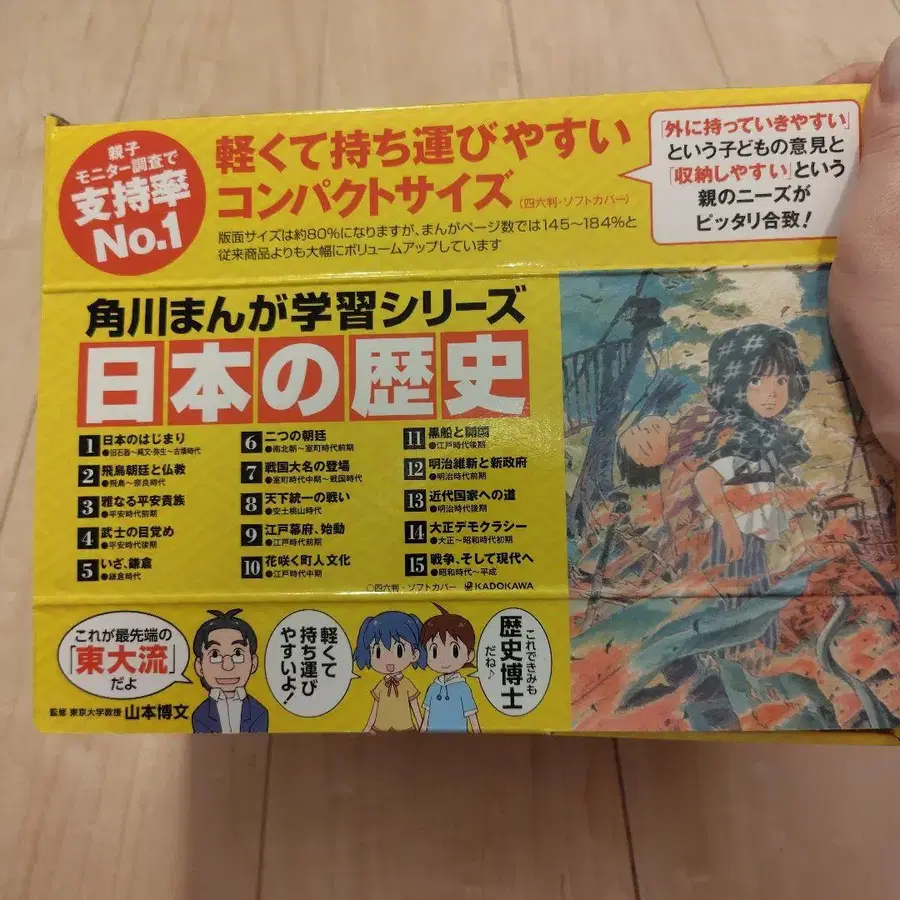 親子
モニター調査で
支持率
No.1
軽くて持ち運びやすい
コンパクトサイズ(四六判・ソフトカバー)
版面サイズは約80%になりますが、まんがページ数では145~184%と
従来商品よりも大幅にボリュームアップしています
「外に持っていきやすい」
という子どもの意見と
「収納しやすい」という
親のニーズが
ピッタリ合致!
角川まんが学習シリーズ
日本の歴史
1 日本のはじまり
●旧石器~縄文・弥生~古墳時代
2 飛鳥朝廷と仏教
●飛鳥~奈良時代
3 雅なる平安貴族
●平安時代前期
4 武士の目覚め
●平安時代後期
5 いざ、鎌倉
●鎌倉時代
6 二つの朝廷
●南北朝~室町時代前期
7 戦国大名の登場
●室町時代中期~戦国時代
8 天下統一の戦い
●安土桃山時代
9 江戸幕府、始動
●江戸時代前期
10 花咲く町人文化
●江戸時代中期
11 黒船と開国
●江戸時代後期
12 明治維新と新政府
●明治時代前期
13 近代国家への道
●明治時代後期
14 大正デモクラシー
●大正~昭和時代初期
15 戦争、そして現代へ
●昭和時代~平成
○四六判・ソフトカバー KADOKAWA
これが最先端の
「東大流」
だよ
監修 東京大学教授 山本博文
軽くて
持ち運び
やすいよ!
これできみも
歴史博士
だね♪